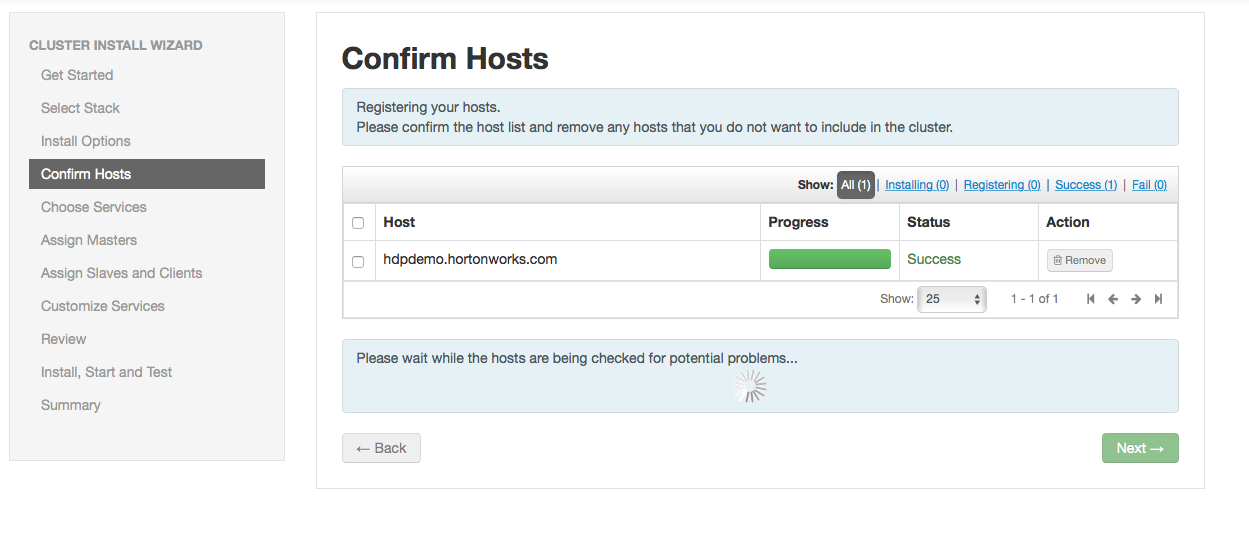 CLUSTER INSTALL WIZARD
Get Started
Select Stack
Install Options
Confirm Hosts
Choose Services
Assign Masters
Assign Slaves and Clients
Customize Services
Review
Install, Start and Test
Summary
Confirm Hosts
Registering your hosts.
Please confirm the host list and remove any hosts that you do not want to include in the cluster.
Show: All (1) | Installing (0) | Registering (0) | Success (1) | Fail (0)
Host Progress Status Action
hdpdemo.hortonworks.com Success Remove
Show: 25 1 - 1 of 1
Please wait while the hosts are being checked for potential problems...
← Back Next →